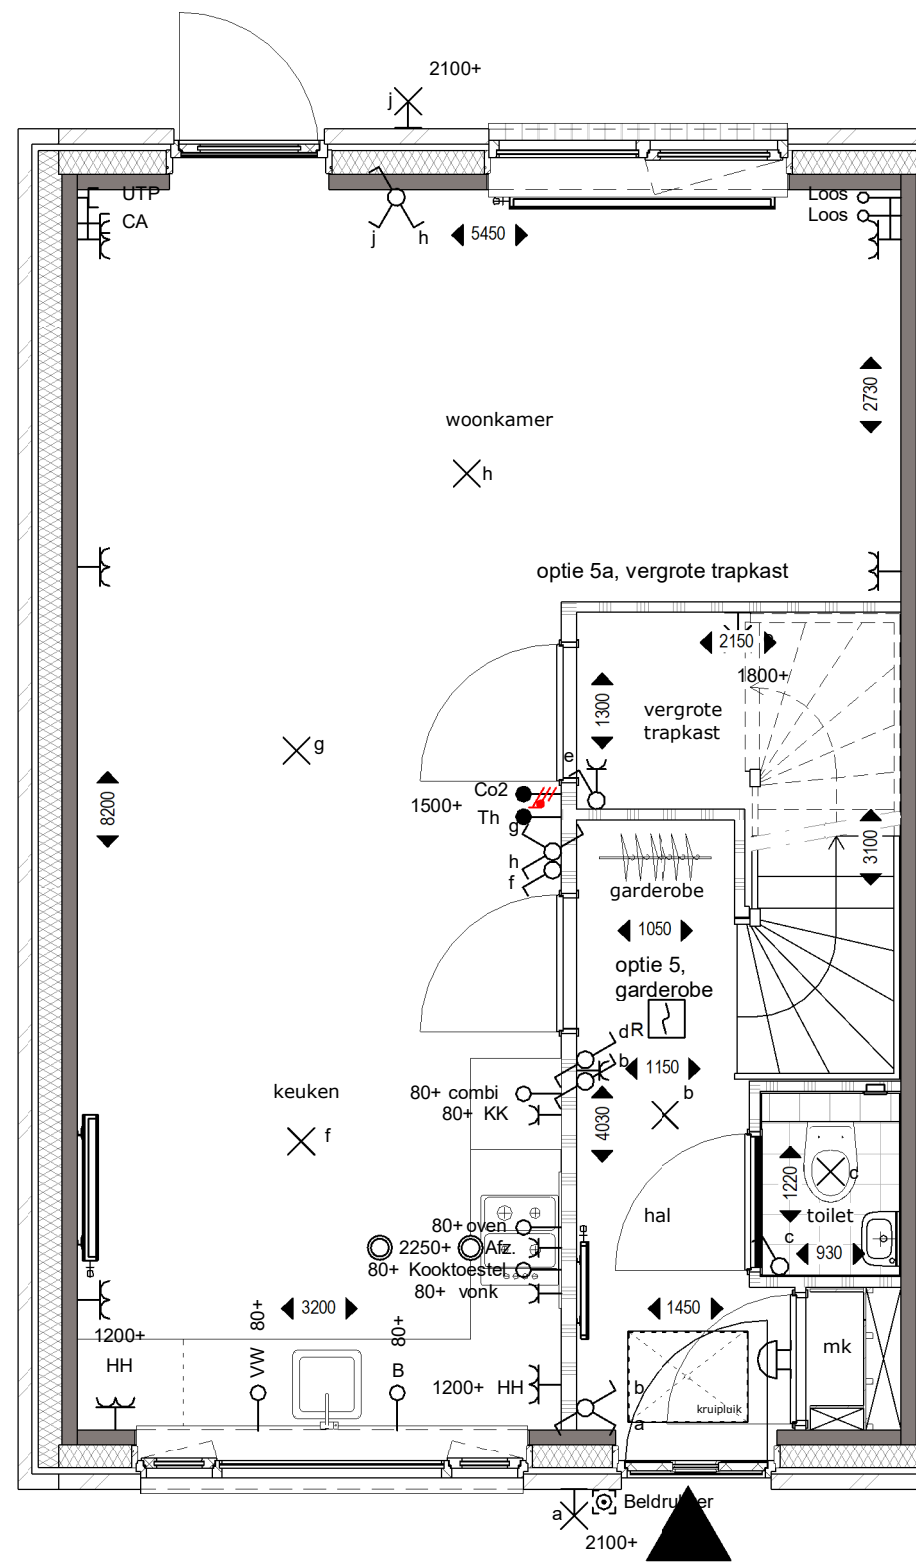 2100+
j
UTP
CA
j
h
5450
Loos
Loos
2730
woonkamer
h
optie 5a, vergrote trapkast
2150
1800+
1300
vergrote
trapkast
g
e
8200
Co2
1500+
Th
g
h
f
3100
garderobe
1050
optie 5,
garderobe
d
R
b
1150
keuken
80+ combi
80+ KK
b
4030
f
1220
c
hal
toilet
80+ oven
2250+
Afz.
c
930
80+ Kooktoestel
80+ vonk
3200
80+
80+
1450
1200+
HH
VW
B
1200+ HH
mk
b
kruipluik
a
a
Beldrukker
2100+